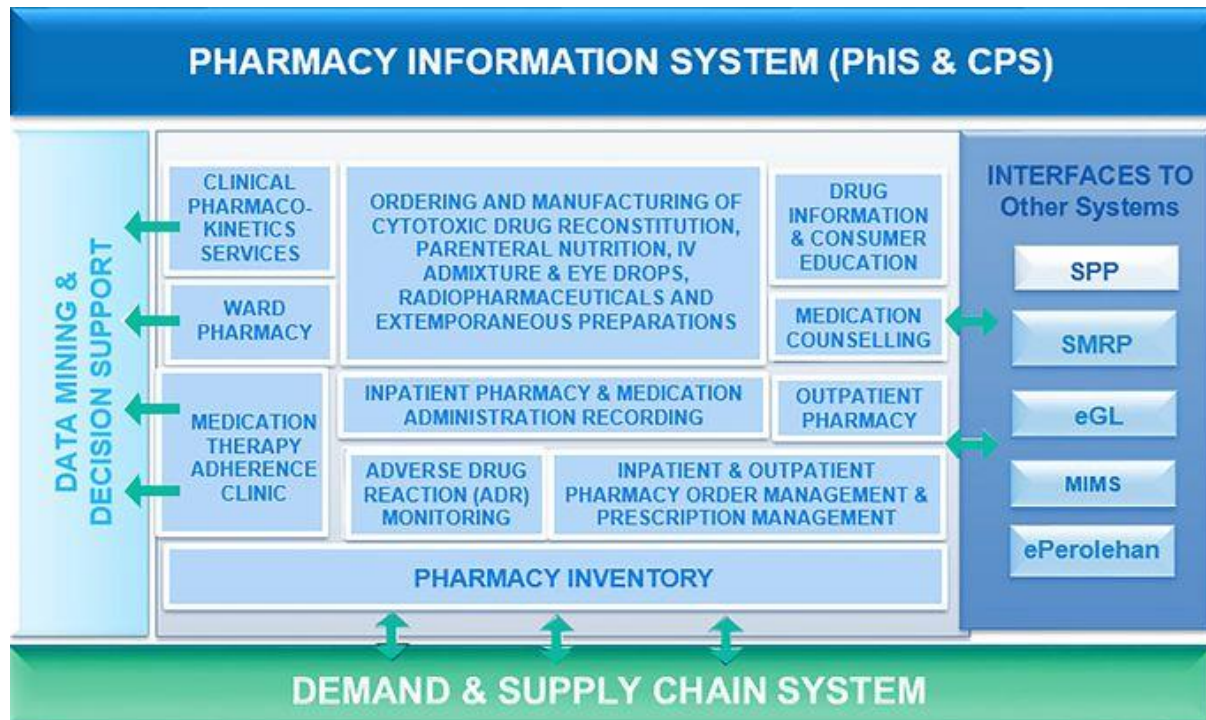 PHARMACY INFORMATION SYSTEM (PhIS & CPS)
DATA MINING &
DECISION SUPPORT
CLINICAL
PHARMACO-
KINETICS
SERVICES
WARD
PHARMACY
MEDICATION
THERAPY
ADHERENCE
CLINIC
ORDERING AND MANUFACTURING OF
CYTOTOXIC DRUG RECONSTITUTION,
PARENTERAL NUTRITION, IV
ADMIXTURE & EYE DROPS,
RADIOPHARMACEUTICALS AND
EXTEMPORANEOUS PREPARATIONS
INPATIENT PHARMACY & MEDICATION
ADMINISTRATION RECORDING
ADVERSE DRUG
REACTION (ADR)
MONITORING
INPATIENT & OUTPATIENT
PHARMACY ORDER MANAGEMENT &
PRESCRIPTION MANAGEMENT
DRUG
INFORMATION
& CONSUMER
EDUCATION
MEDICATION
COUNSELLING
OUTPATIENT
PHARMACY
PHARMACY INVENTORY
INTERFACES TO
Other Systems
SPP
SMRP
eGL
MIMS
ePerolehan
DEMAND & SUPPLY CHAIN SYSTEM